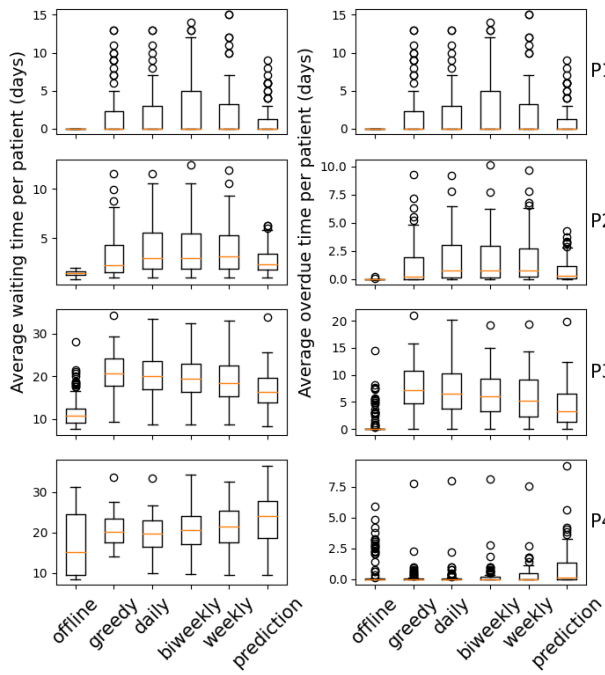 Average waiting time per patient (days)
Average overdue time per patient (days)
15
10
5
0
15
10
5
0
P1
10
5
10.0
7.5
5.0
2.5
0.0
P2
30
20
10
20
15
10
5
0
P3
30
20
10
7.5
5.0
2.5
0.0
P4
offline
greedy
daily
biweekly
weekly
prediction
offline
greedy
daily
biweekly
weekly
prediction